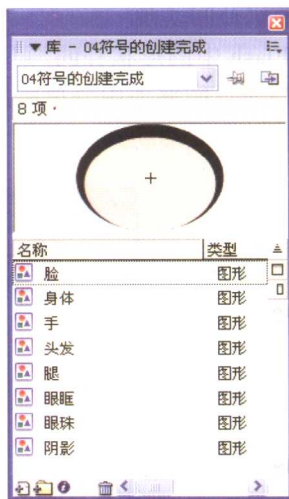 库 - 04符号的创建完成
04符号的创建完成
8 项
名称 类型
脸 图形
身体 图形
手 图形
头发 图形
腿 图形
眼眶 图形
眼珠 图形
阴影 图形